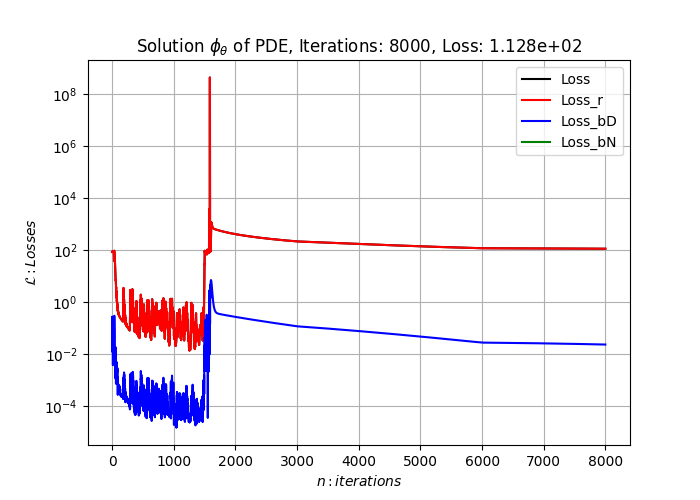 Solution ϕ_θ of PDE, Iterations: 8000, Loss: 1.128e+02
Loss
Loss_r
Loss_bD
Loss_bN
10^8
10^6
10^4
10^2
10^0
10^−2
10^−4
ℒ : Losses
0 1000 2000 3000 4000 5000 6000 7000 8000
n : iterations